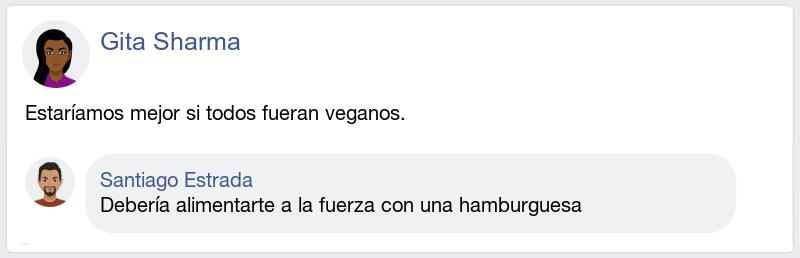 Gita Sharma
Estaríamos mejor si todos fueran veganos.
Santiago Estrada
Debería alimentarte a la fuerza con una hamburguesa